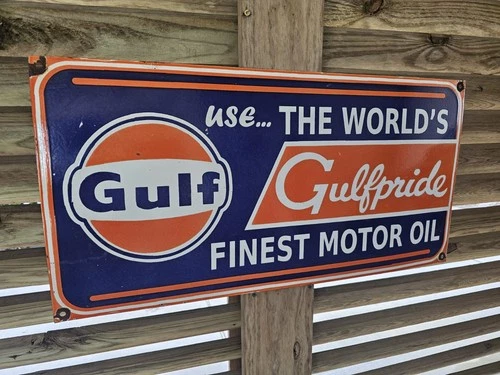 use... THE WORLD'S
Gulf
Gulfpride
FINEST MOTOR OIL